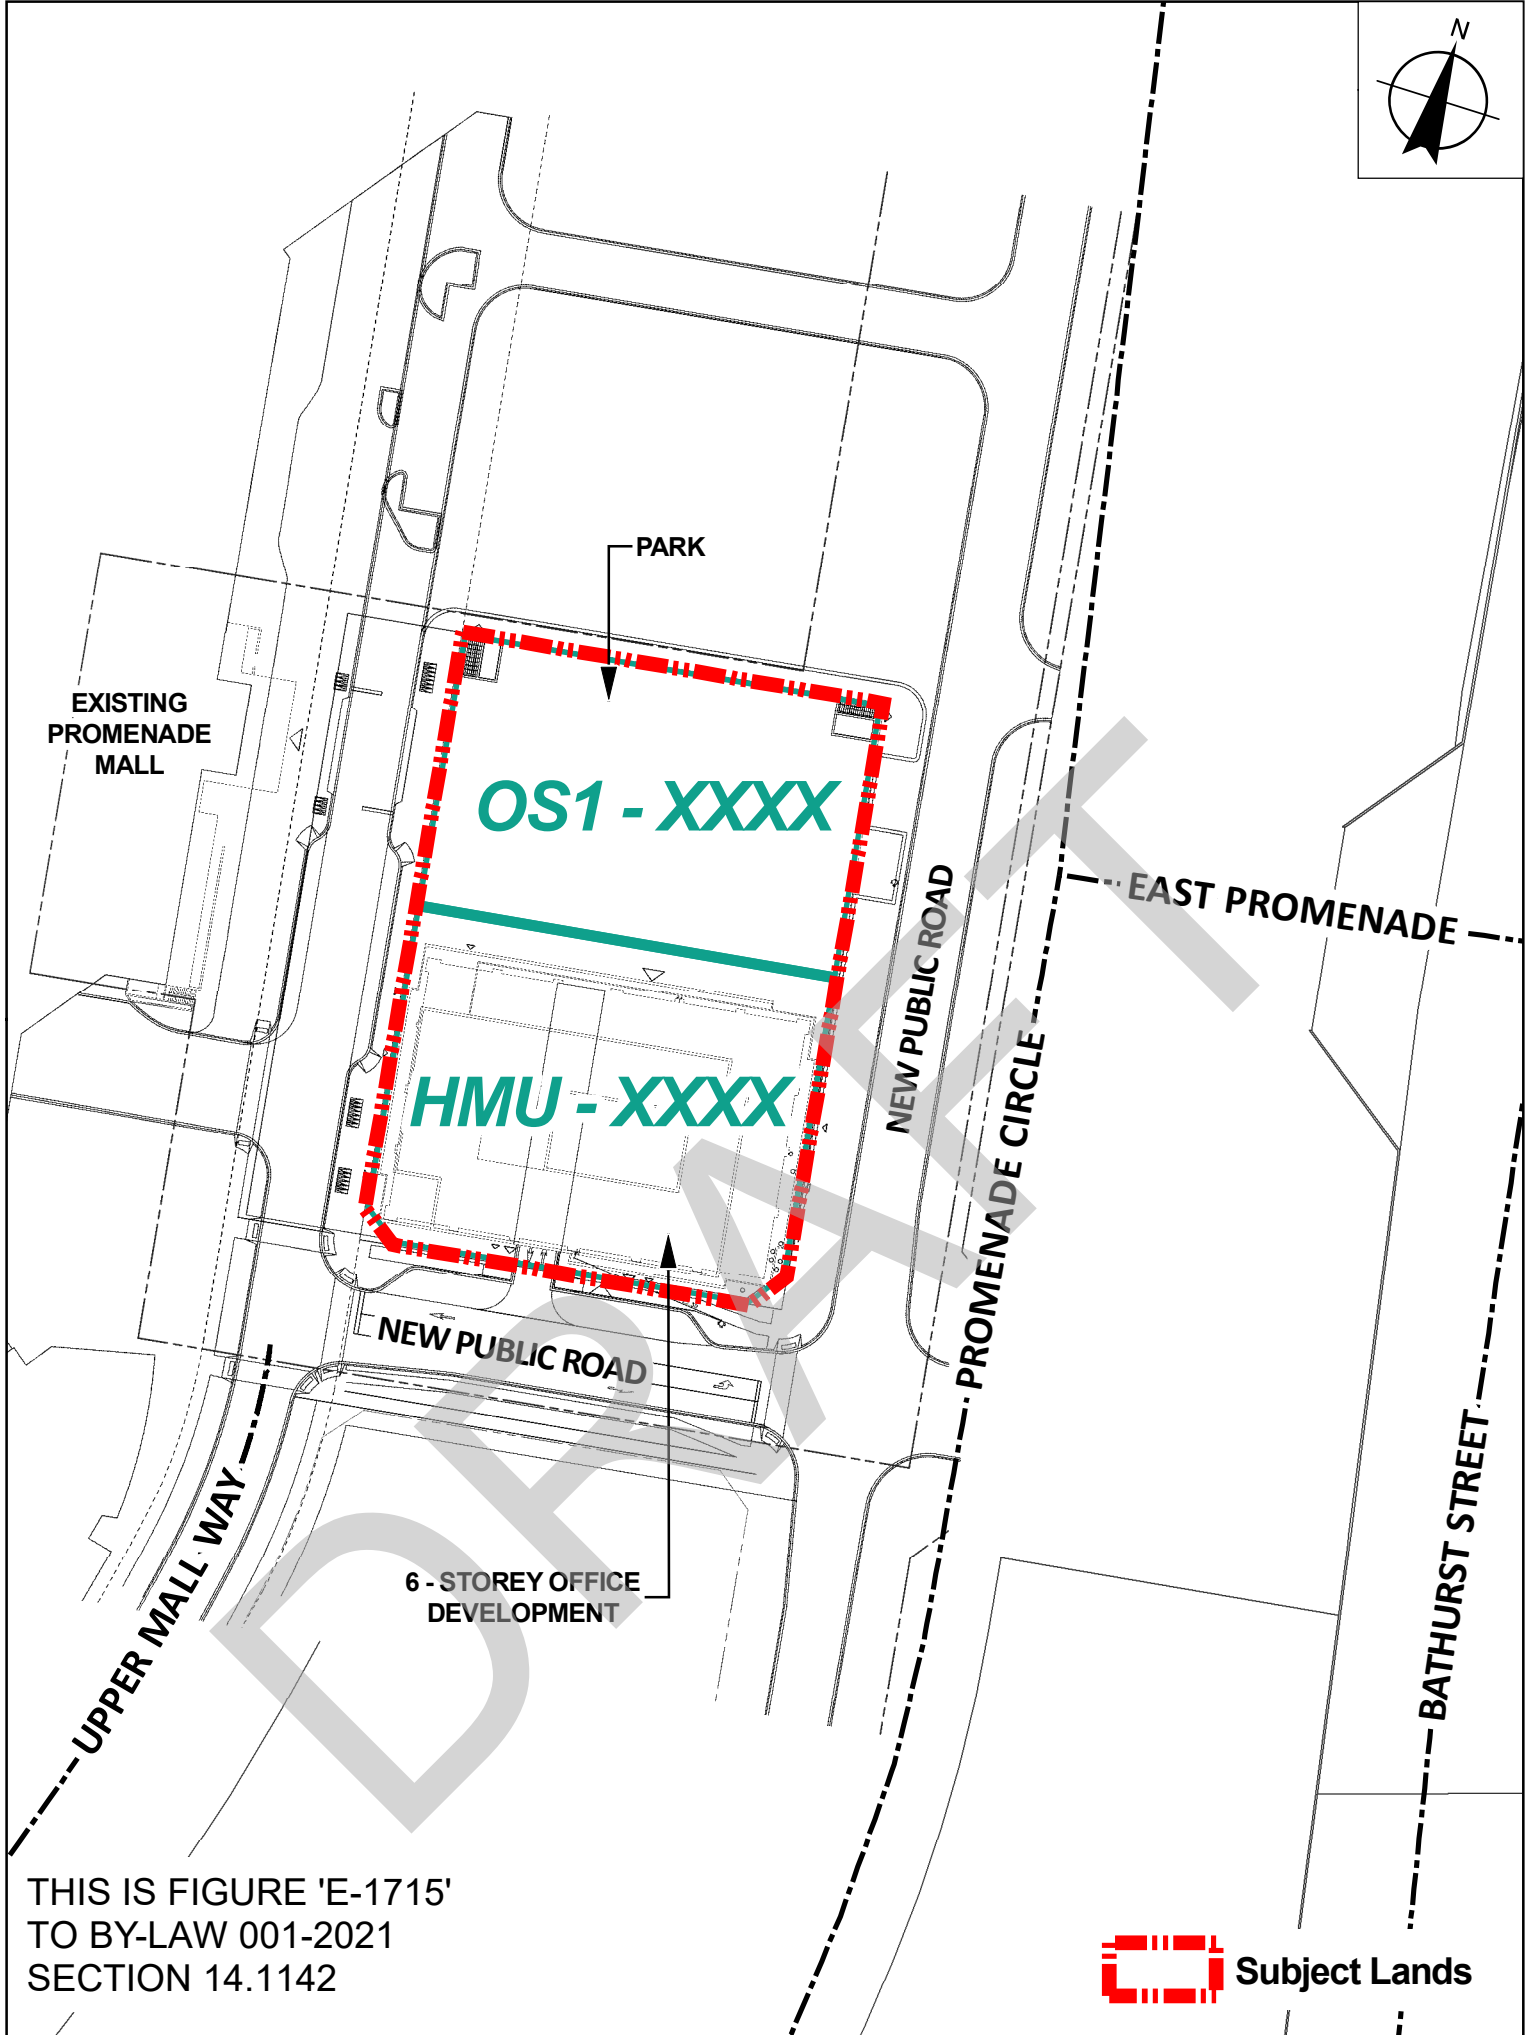 N
PARK
EXISTING
PROMENADE
MALL
OS1 - XXXX
EAST PROMENADE
NEW PUBLIC ROAD
HMU - XXXX
PROMENADE CIRCLE
NEW PUBLIC ROAD
BATHURST STREET
UPPER MALL WAY
6 - STOREY OFFICE
DEVELOPMENT
DRAFT
THIS IS FIGURE 'E-1715'
TO BY-LAW 001-2021
SECTION 14.1142
Subject Lands